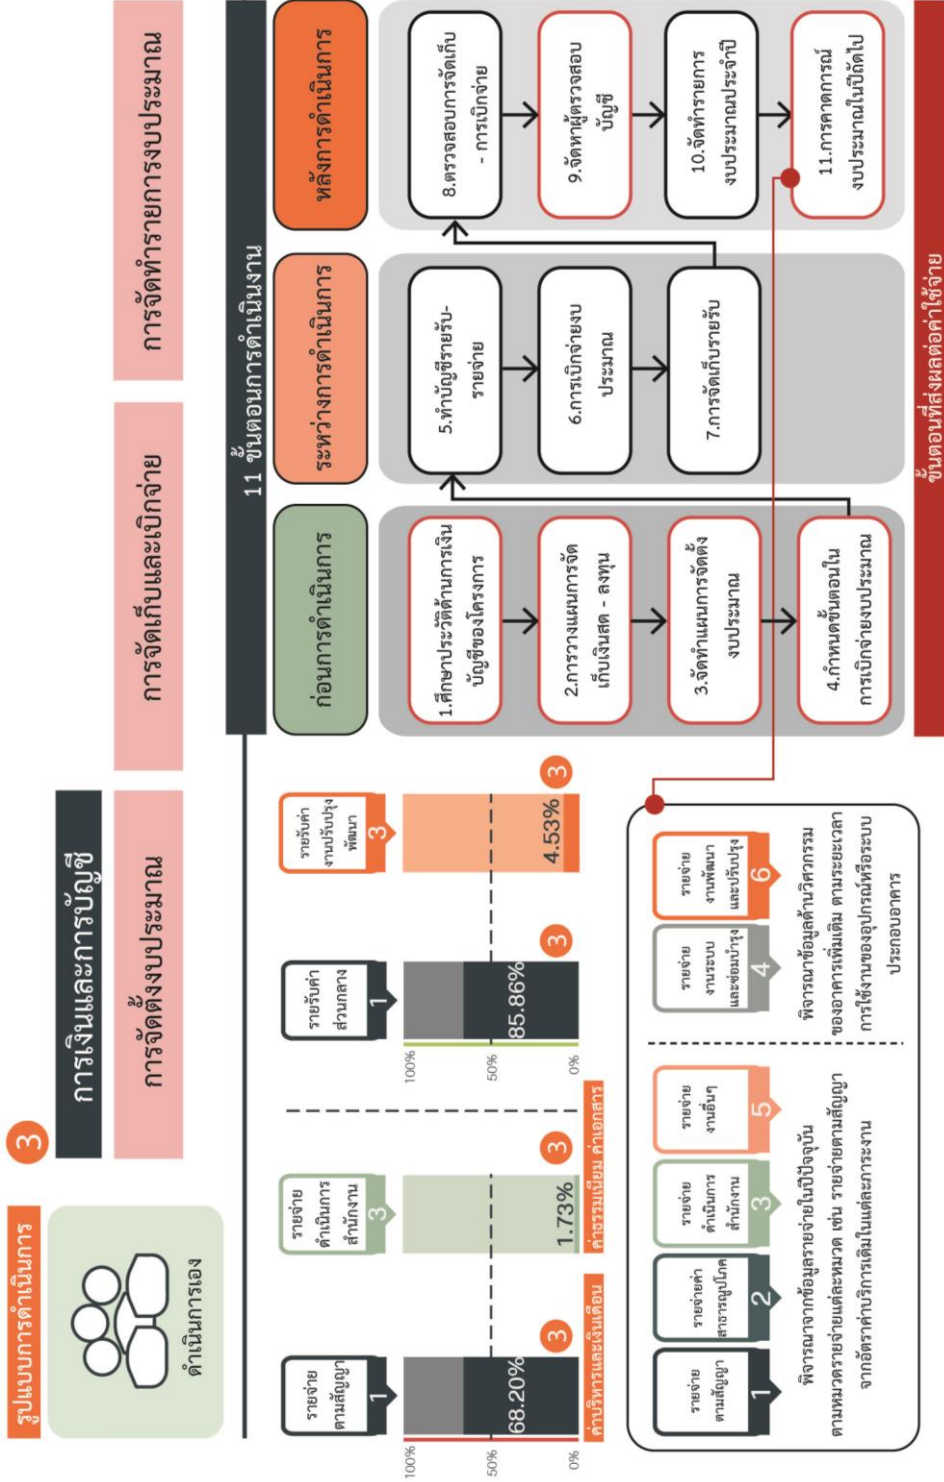 รูปแบบการดำเนินการ
ดำเนินการเอง
3
การเงินและการบัญชี
การจัดตั้งงบประมาณ
การจัดเก็บและเบิกจ่าย
การจัดทำรายการงบประมาณ
11 ขั้นตอนการดำเนินงาน
รายจ่าย
ตามสัญญา
1
100%
50%
0%
68.20%
3
ค่าบริหารและเงินเดือน
รายจ่าย
ดำเนินการ
สำนักงาน
3
1.73%
3
ค่าธรรมเนียม ค่าเอกสาร
รายรับค่า
ส่วนกลาง
1
100%
50%
0%
85.86%
3
รายรับค่า
งานปรับปรุง
พัฒนา
3
4.53%
3
รายจ่าย
ตามสัญญา
1
รายจ่ายค่า
สาธารณูปโภค
2
รายจ่าย
ดำเนินการ
สำนักงาน
3
รายจ่าย
งานอื่นๆ
5
พิจารณาจากข้อมูลรายจ่ายในปีปัจจุบัน
ตามหมวดรายจ่ายแต่ละหมวด เช่น รายจ่ายตามสัญญา
จากอัตราค่าบริการเดิมในแต่ละภาระงาน
รายจ่าย
งานระบบ
และซ่อมบำรุง
4
รายจ่าย
งานพัฒนา
และปรับปรุง
6
พิจารณาข้อมูลด้านวิศวกรรม
ของอาคารเพิ่มเติม ตามระยะเวลา
การใช้งานของอุปกรณ์หรือระบบ
ประกอบอาคาร
ก่อนการดำเนินการ
1.ศึกษาประวัติด้านการเงิน
บัญชีของโครงการ
2.การวางแผนการจัด
เก็บเงินสด - ลงทุน
3.จัดทำแผนการจัดตั้ง
งบประมาณ
4.กำหนดขั้นตอนใน
การเบิกจ่ายงบประมาณ
ระหว่างการดำเนินการ
5.ทำบัญชีรายรับ-
รายจ่าย
6.การเบิกจ่ายงบ
ประมาณ
7.การจัดเก็บรายรับ
หลังการดำเนินการ
8.ตรวจสอบการจัดเก็บ
- การเบิกจ่าย
9.จัดหาผู้ตรวจสอบ
บัญชี
10.จัดทำรายการ
งบประมาณประจำปี
11.การคาดการณ์
งบประมาณในปีถัดไป
ขั้นตอนที่ส่งผลต่อค่าใช้จ่าย